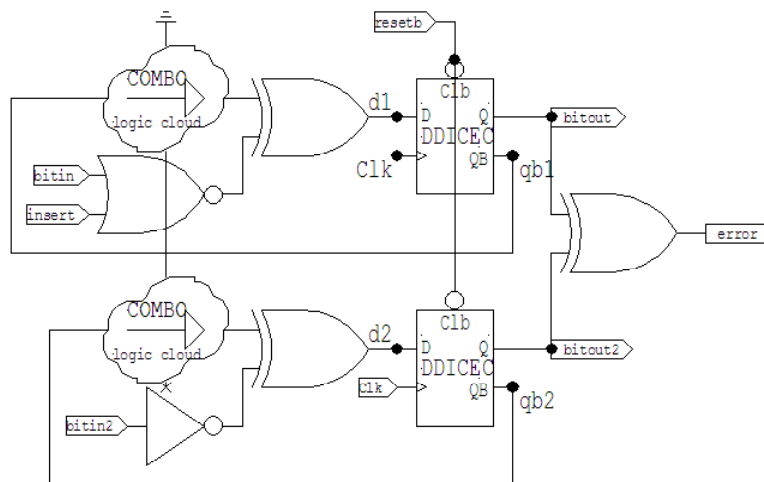 resetb
COMBO
logic cloud
d1
Clb
D
Q
DDICEC
bitout
Clk
QB
qb1
bitin
insert
error
COMBO
logic cloud
d2
Clb
D
Q
DDICEC
bitout2
Clk
QB
qb2
bitin2